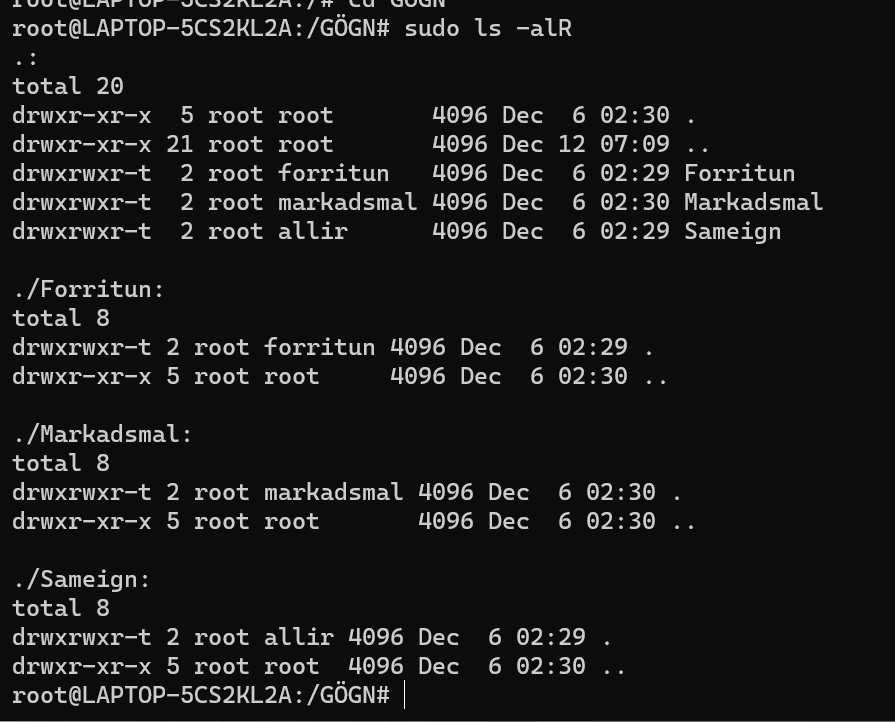 root@LAPTOP-5CS2KL2A:/# cd GÖGN
root@LAPTOP-5CS2KL2A:/GÖGN# sudo ls -alR
.:
total 20
drwxr-xr-x  5 root root       4096 Dec  6 02:30 .
drwxr-xr-x 21 root root       4096 Dec 12 07:09 ..
drwxrwxr-t  2 root forritun   4096 Dec  6 02:29 Forritun
drwxrwxr-t  2 root markadsmal 4096 Dec  6 02:30 Markadsmal
drwxrwxr-t  2 root allir      4096 Dec  6 02:29 Sameign

./Forritun:
total 8
drwxrwxr-t 2 root forritun 4096 Dec  6 02:29 .
drwxr-xr-x 5 root root     4096 Dec  6 02:30 ..

./Markadsmal:
total 8
drwxrwxr-t 2 root markadsmal 4096 Dec  6 02:30 .
drwxr-xr-x 5 root root       4096 Dec  6 02:30 ..

./Sameign:
total 8
drwxrwxr-t 2 root allir 4096 Dec  6 02:29 .
drwxr-xr-x 5 root root  4096 Dec  6 02:30 ..
root@LAPTOP-5CS2KL2A:/GÖGN#